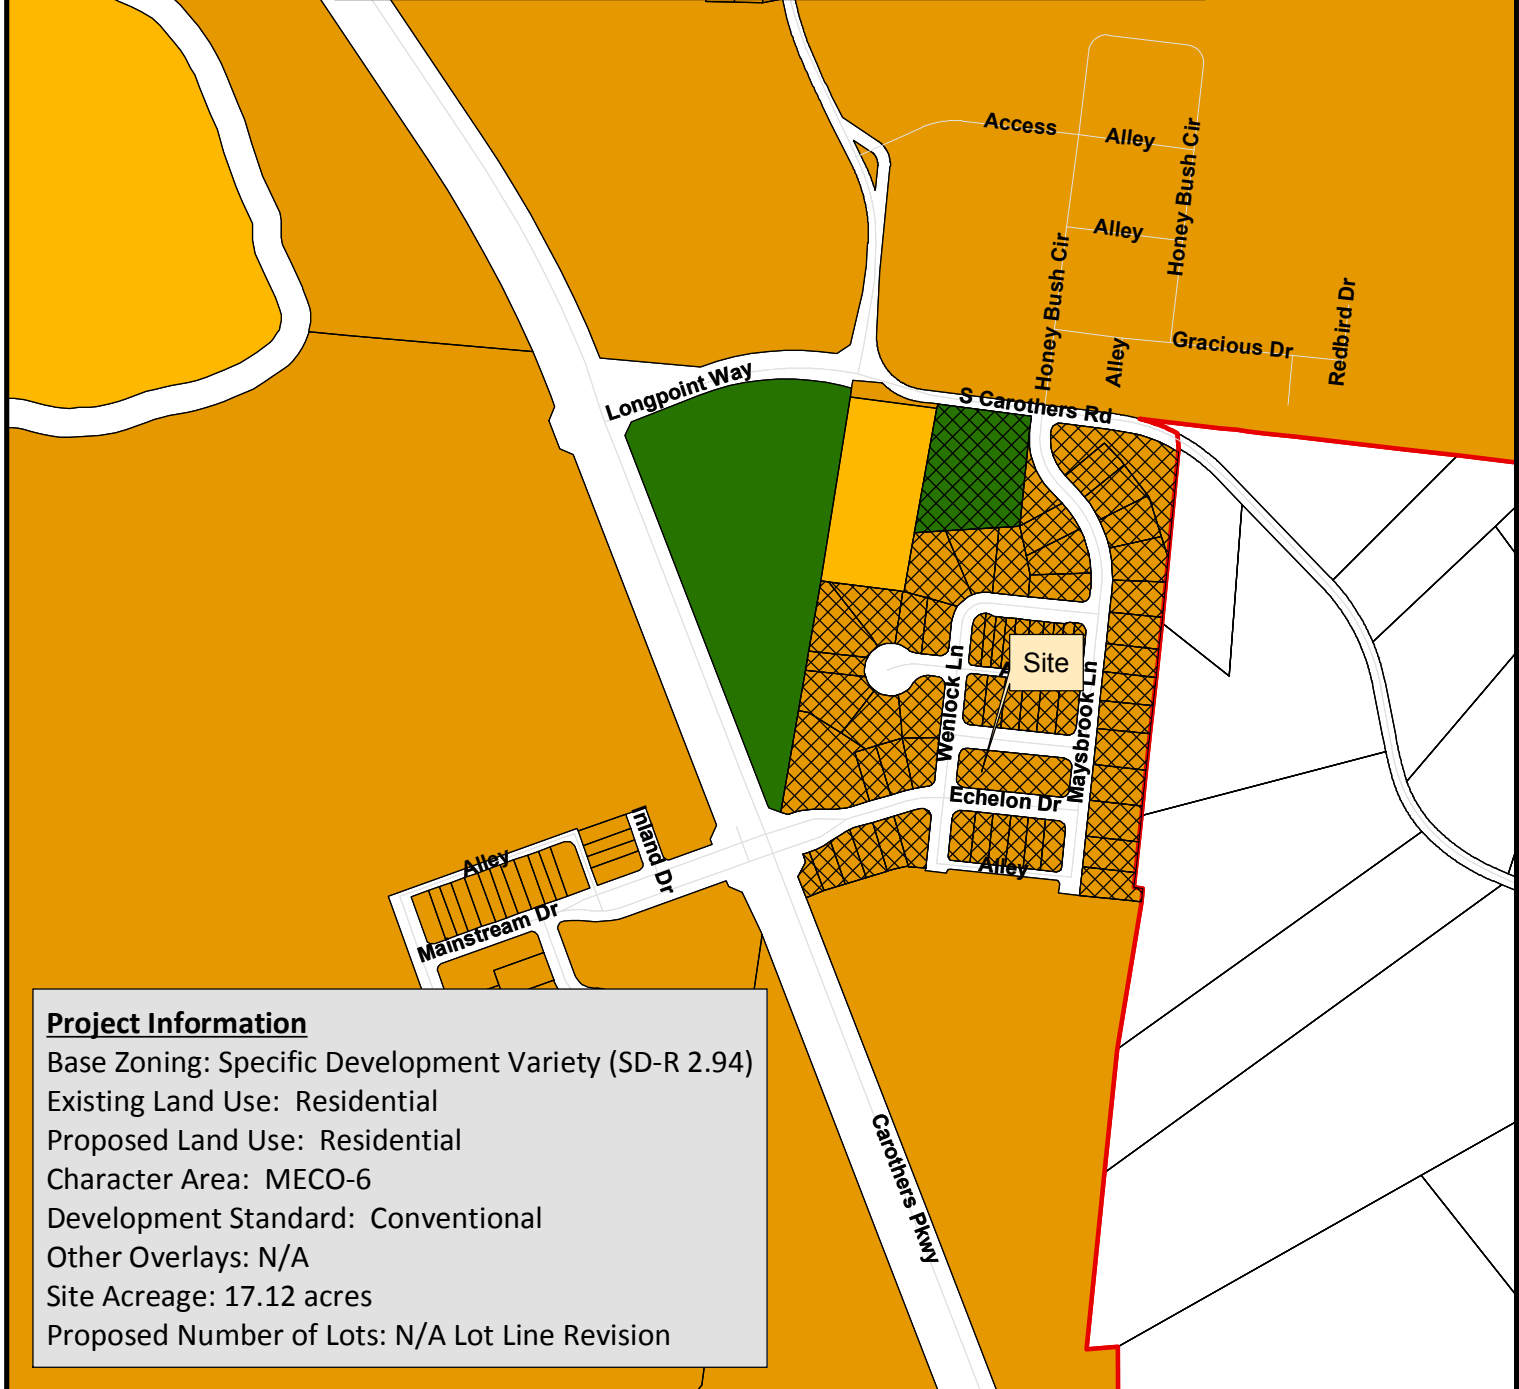 Access
Alley
Honey Bush Cir
Alley
Honey Bush Cir
Gracious Dr
Redbird Dr
Alley
Longpoint Way
S Carothers Rd
Site
Wenlock Ln
Maysbrook Ln
Echelon Dr
Alley
Inland Dr
Alley
Mainstream Dr
Carothers Pkwy
Project Information
Base Zoning: Specific Development Variety (SD-R 2.94)
Existing Land Use: Residential
Proposed Land Use: Residential
Character Area: MECO-6
Development Standard: Conventional
Other Overlays: N/A
Site Acreage: 17.12 acres
Proposed Number of Lots: N/A Lot Line Revision